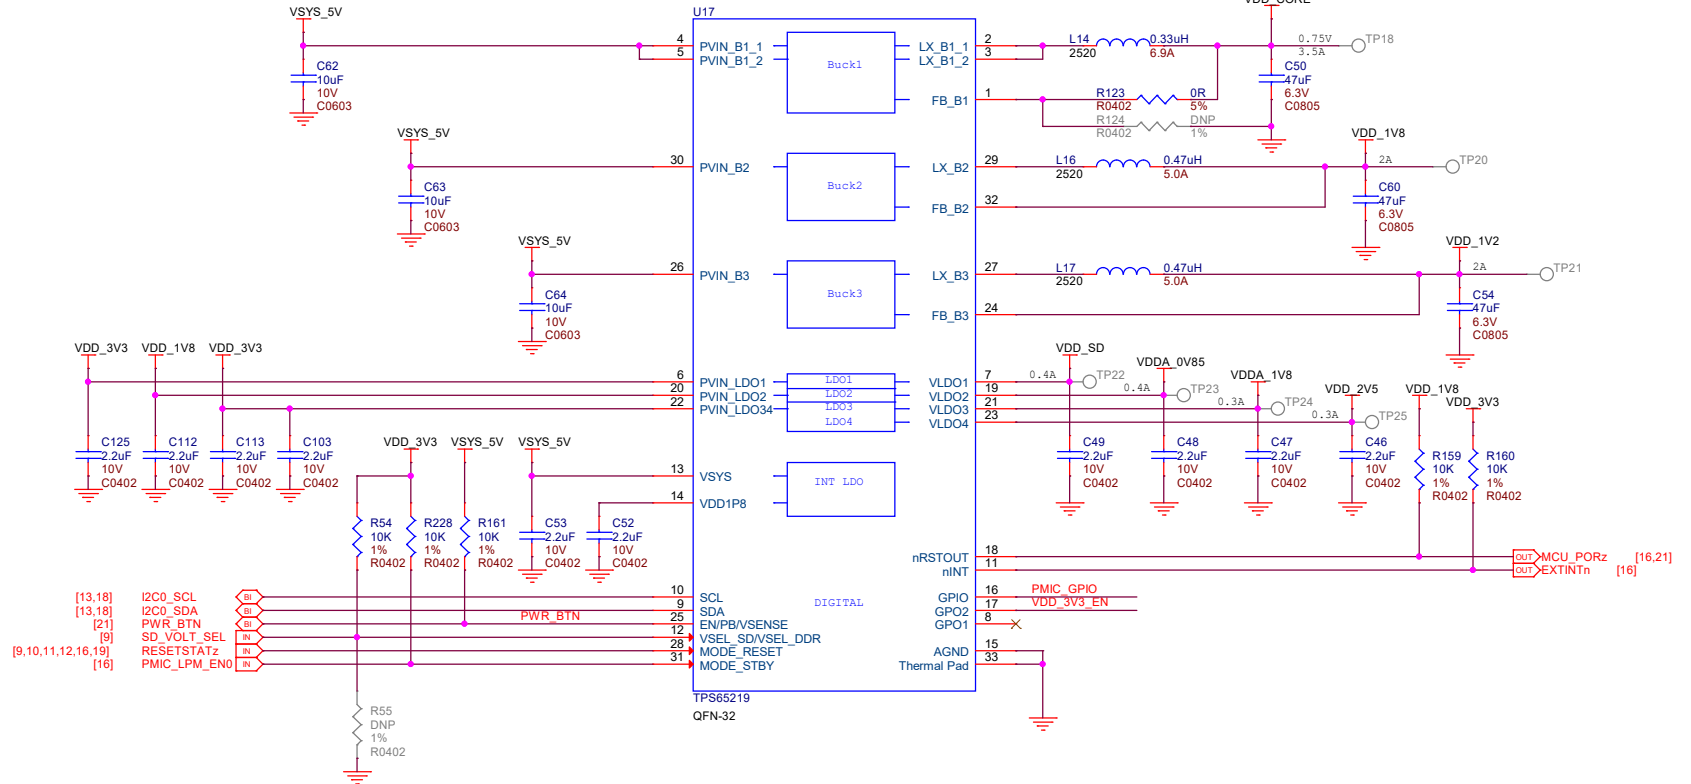 VSYS_5V
U17
VDD_CORE
4
5
PVIN_B1_1
PVIN_B1_2
Buck1
LX_B1_1
LX_B1_2
2
3
L14
2520
0.33uH
6.9A
0.75V
3.5A
TP18
C62
10uF
10V
C0603
C50
47uF
6.3V
C0805
FB_B1
1
R123
R0402
0R
5%
R124
R0402
DNP
1%
VSYS_5V
VDD_1V8
30
PVIN_B2
Buck2
LX_B2
29
L16
2520
0.47uH
5.0A
2A
TP20
C63
10uF
10V
C0603
FB_B2
32
C60
47uF
6.3V
C0805
VSYS_5V
VDD_1V2
26
PVIN_B3
Buck3
LX_B3
27
L17
2520
0.47uH
5.0A
2A
TP21
C64
10uF
10V
C0603
FB_B3
24
C54
47uF
6.3V
C0805
VDD_3V3
VDD_1V8
VDD_3V3
6
20
22
PVIN_LDO1
PVIN_LDO2
PVIN_LDO34
LDO1
LDO2
LDO3
LDO4
VLDO1
VLDO2
VLDO3
VLDO4
7
19
21
23
VDD_SD
0.4A
TP22
VDDA_0V85
0.4A
TP23
VDDA_1V8
0.3A
TP24
VDD_2V5
0.3A
TP25
VDD_1V8
VDD_3V3
C125
2.2uF
10V
C0402
C112
2.2uF
10V
C0402
C113
2.2uF
10V
C0402
C103
2.2uF
10V
C0402
VDD_3V3
VSYS_5V
VSYS_5V
C49
2.2uF
10V
C0402
C48
2.2uF
10V
C0402
C47
2.2uF
10V
C0402
C46
2.2uF
10V
C0402
R159
10K
1%
R0402
R160
10K
1%
R0402
13
VSYS
14
VDD1P8
INT LDO
R54
10K
1%
R0402
R228
10K
1%
R0402
R161
10K
1%
R0402
C53
2.2uF
10V
C0402
C52
2.2uF
10V
C0402
nRSTOUT
18
OUT
MCU_PORz
[16,21]
nINT
11
OUT
EXTINTn
[16]
[13,18]
I2C0_SCL
BI
10
SCL
DIGITAL
GPIO
16
PMIC_GPIO
[13,18]
I2C0_SDA
BI
9
SDA
GPO2
17
VDD_3V3_EN
[21]
PWR_BTN
BI
PWR_BTN
25
EN/PB/VSENSE
GPO1
8
[9]
SD_VOLT_SEL
IN
12
VSEL_SD/VSEL_DDR
[9,10,11,12,16,19]
RESETSTATz
IN
28
MODE_RESET
AGND
15
[16]
PMIC_LPM_EN0
IN
31
MODE_STBY
Thermal Pad
33
TPS65219
QFN-32
R55
DNP
1%
R0402